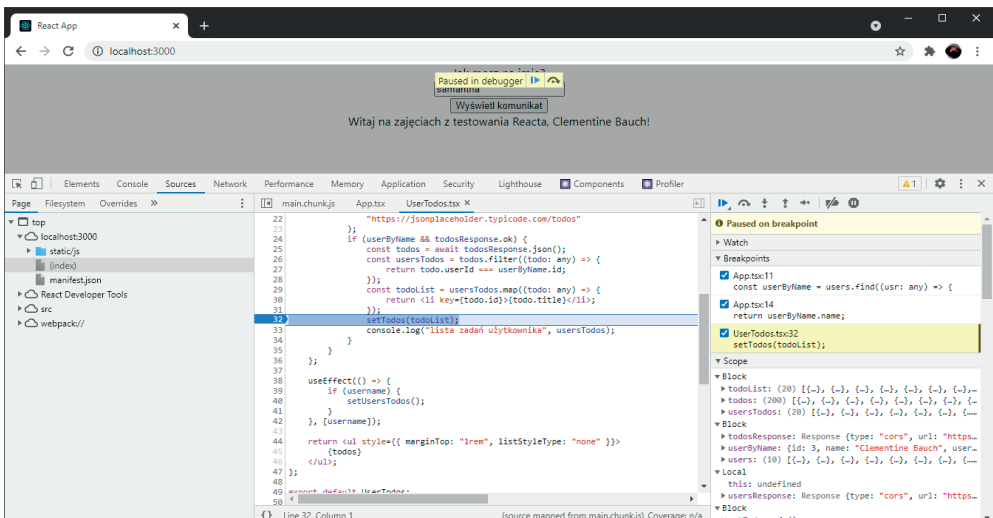 React App
localhost:3000
Paused in debugger
samantha
Wyświetl komunikat
Witaj na zajęciach z testowania Reacta, Clementine Bauch!
Elements Console Sources Network Performance Memory Application Security Lighthouse Components Profiler 1
Page Filesystem Overrides »
main.chunk.js App.tsx UserTodos.tsx ×
top
localhost:3000
static/js
(index)
manifest.json
React Developer Tools
src
webpack://
22 "https://jsonplaceholder.typicode.com/todos"
23 );
24 if (userByName && todosResponse.ok) {
25 const todos = await todosResponse.json();
26 const usersTodos = todos.filter((todo: any) => {
27 return todo.userId === userByName.id;
28 });
29 const todoList = usersTodos.map((todo: any) => {
30 return <li key={todo.id}>{todo.title}</li>;
31 });
32 setTodos(todoList);
33 console.log("lista zadań użytkownika", usersTodos);
34 }
35 }
36 };
37
38 useEffect(() => {
39 if (username) {
40 setUsersTodos();
41 }
42 }, [username]);
43
44 return <ul style={{ marginTop: "1rem", listStyleType: "none" }}>
45 {todos}
46 </ul>;
47 };
48
49 export default UserTodos;
50
{} Line 32, Column 1 (source mapped from main.chunk.js) Coverage: n/a
Paused on breakpoint
Watch
Breakpoints
App.tsx:11
const userByName = users.find((usr: any) => {
App.tsx:14
return userByName.name;
UserTodos.tsx:32
setTodos(todoList);
Scope
Block
todoList: (20) [{…}, {…}, {…}, {…}, {…}, {…}, {…},…
todos: (200) [{…}, {…}, {…}, {…}, {…}, {…}, {…
usersTodos: (20) [{…}, {…}, {…}, {…}, {…}, {……
Block
todosResponse: Response {type: "cors", url: "https…
userByName: {id: 3, name: "Clementine Bauch", user…
users: (10) [{…}, {…}, {…}, {…}, {…}, {…}, {……
Local
this: undefined
usersResponse: Response {type: "cors", url: "https…
Block